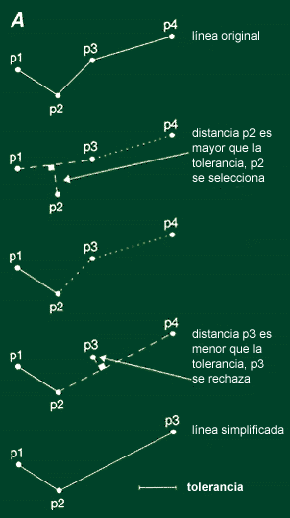 A
p4
línea original
p3
p1
p2
p4
distancia p2 es
mayor que la
tolerancia, p2
se selecciona
p3
p1
p2
p4
p3
p1
p2
p4
distancia p3 es
menor que la
tolerancia, p3
se rechaza
p3
p1
p2
p3
línea simplificada
p1
p2
tolerancia